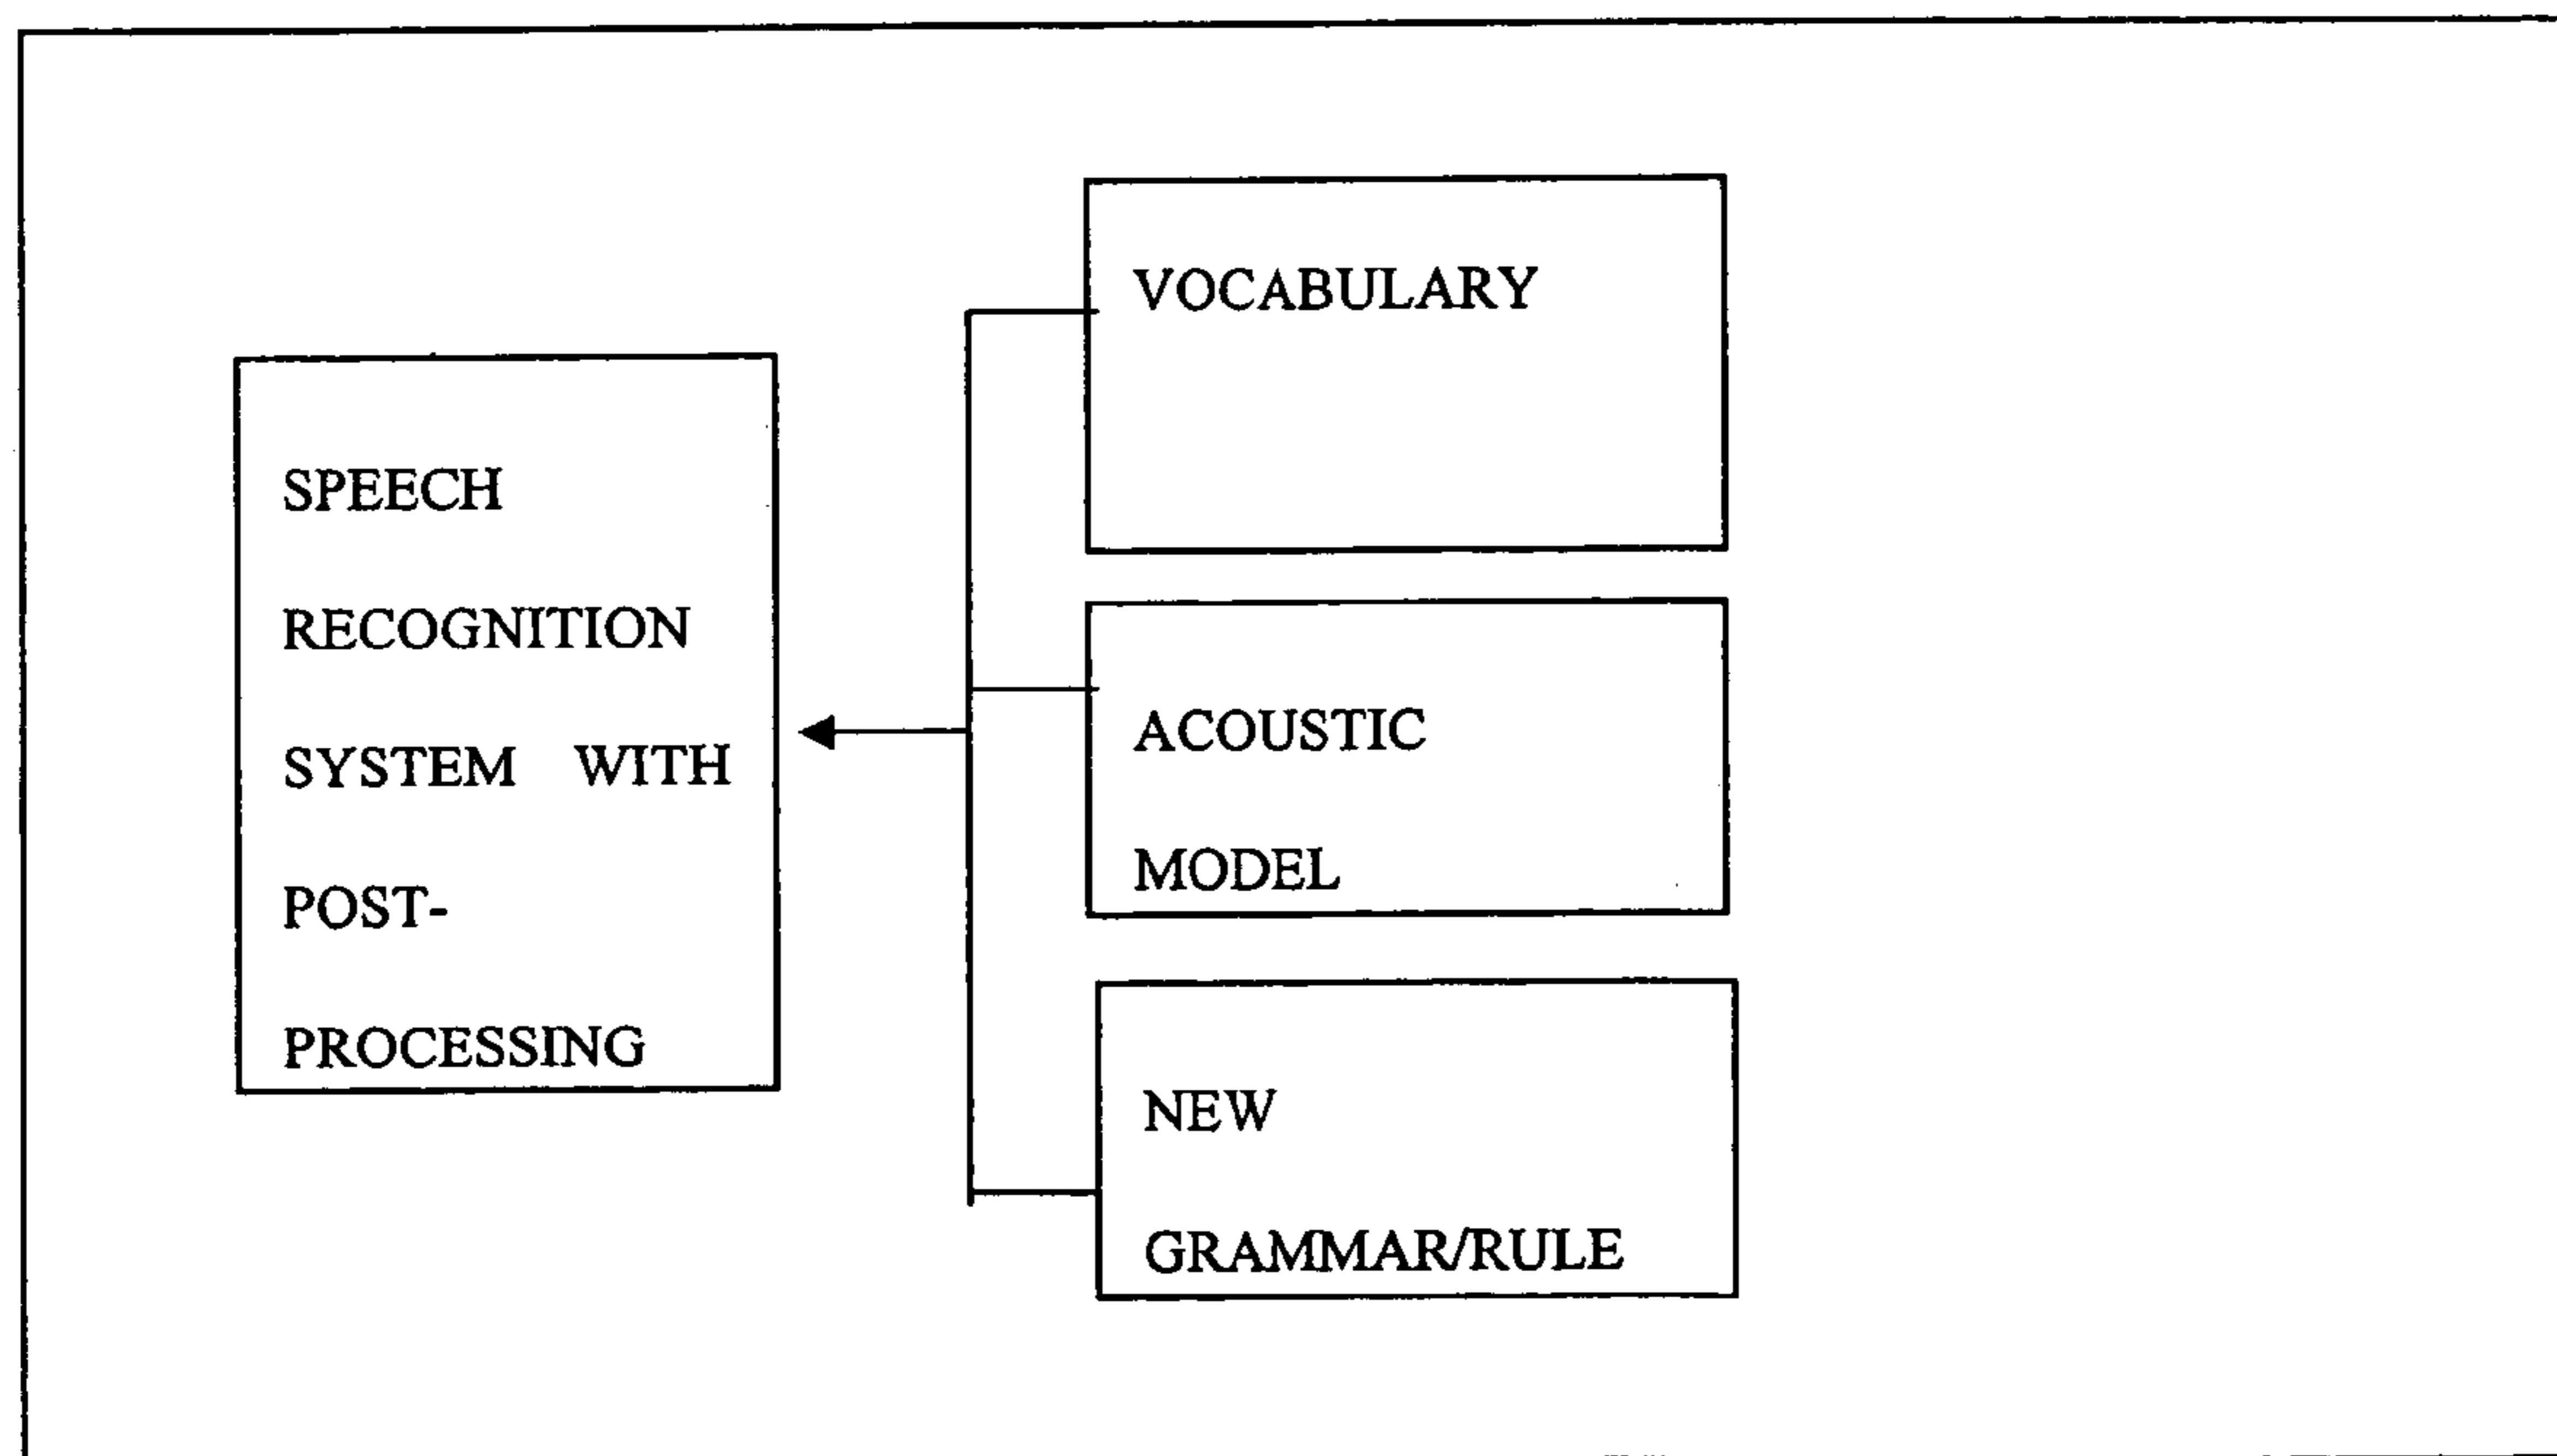 SPEECH
RECOGNITION
SYSTEM WITH
POST-
PROCESSING
VOCABULARY
ACOUSTIC
MODEL
NEW
GRAMMAR/RULE